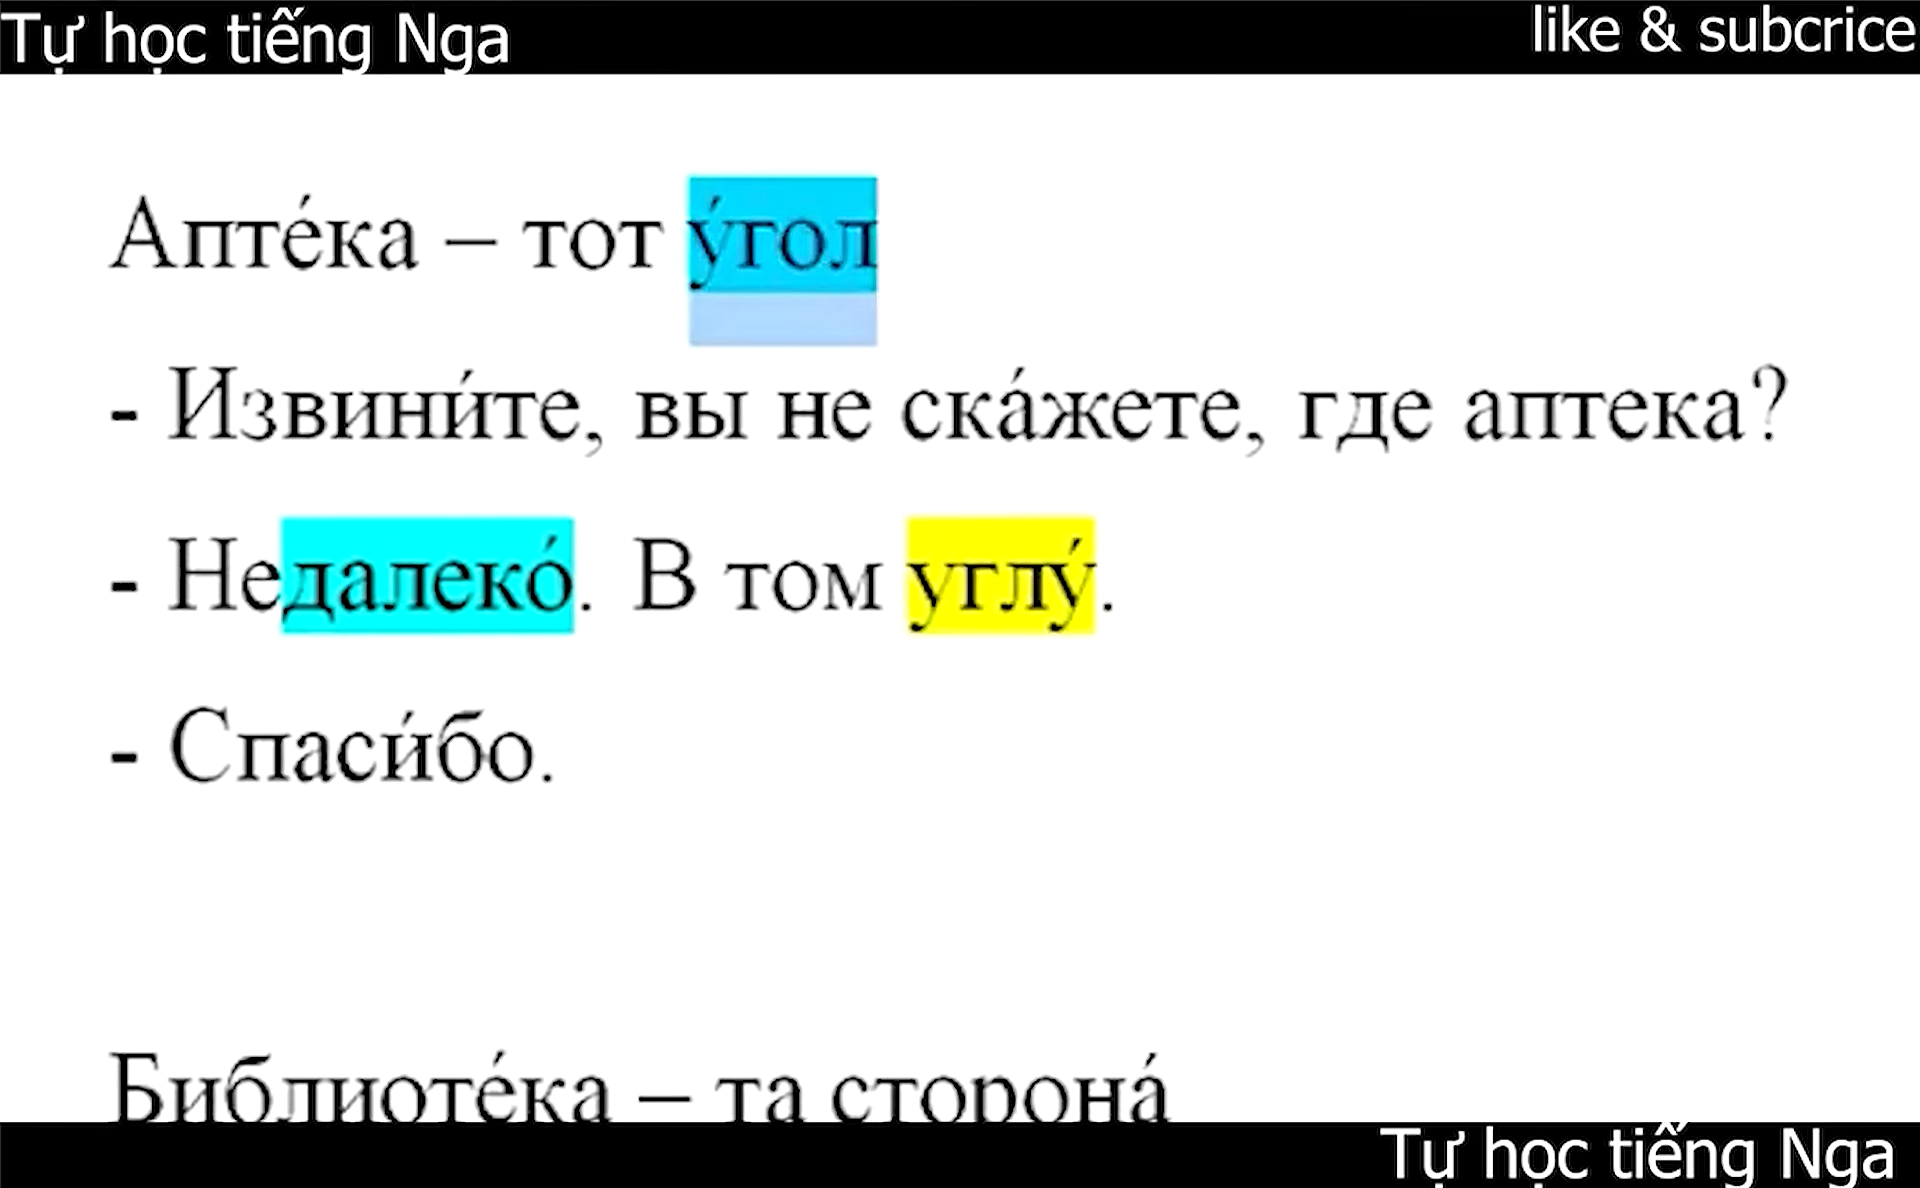 Tự học tiếng Nga
like & subcrice
Апте́ка – тот у́гол
- Извини́те, вы не ска́жете, где аптека?
- Недалеко́. В том углу́.
- Спаси́бо.
Библиоте́ка – та сторона́
Tự học tiếng Nga